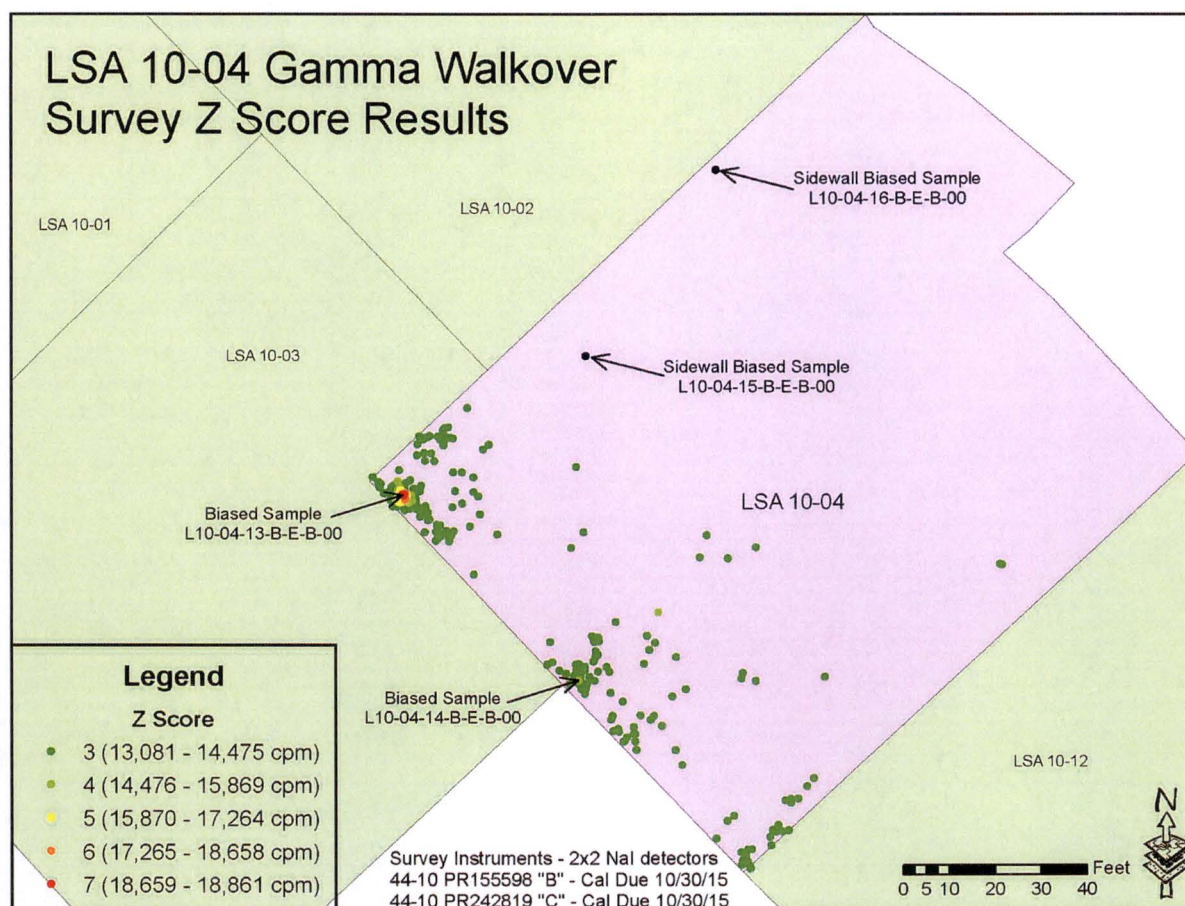 LSA 10-04 Gamma Walkover
Survey Z Score Results
LSA 10-01
LSA 10-02
Sidewall Biased Sample
L10-04-16-B-E-B-00
LSA 10-03
Sidewall Biased Sample
L10-04-15-B-E-B-00
LSA 10-04
Biased Sample
L10-04-13-B-E-B-00
Biased Sample
L10-04-14-B-E-B-00
LSA 10-12
Legend
Z Score
3 (13,081 - 14,475 cpm)
4 (14,476 - 15,869 cpm)
5 (15,870 - 17,264 cpm)
6 (17,265 - 18,658 cpm)
7 (18,659 - 18,861 cpm)
Survey Instruments - 2x2 NaI detectors
44-10 PR155598 "B" - Cal Due 10/30/15
44-10 PR242819 "C" - Cal Due 10/30/15
N
Feet
0 5 10 20 30 40